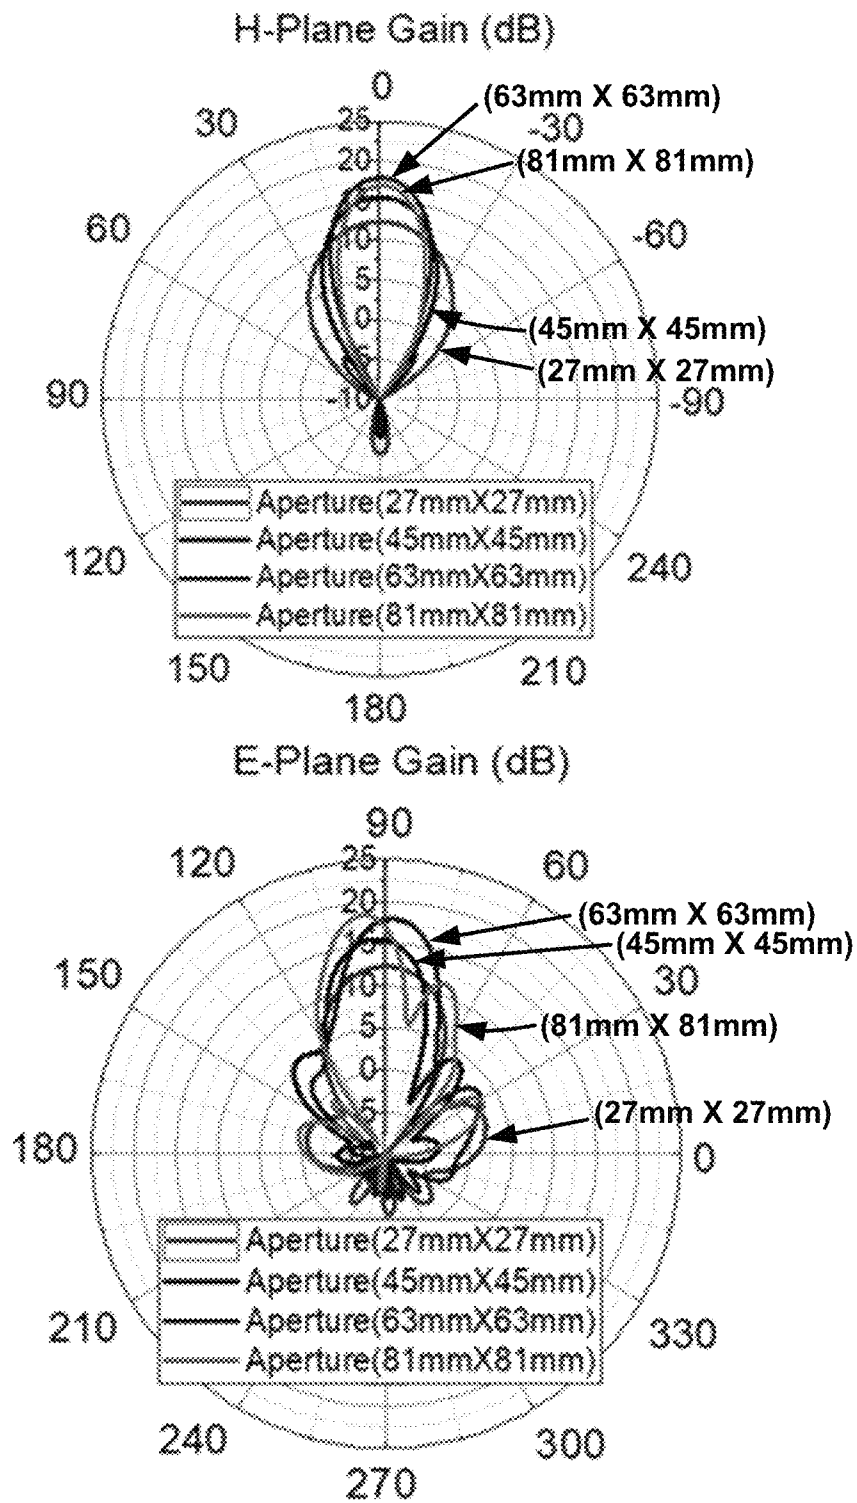 H-Plane Gain (dB)
0
(63mm X 63mm)
25
30
-30
20
(81mm X 81mm)
15
60
10
-60
5
0
(45mm X 45mm)
5
(27mm X 27mm)
90
-10
-90
Aperture(27mmX27mm)
Aperture(45mmX45mm)
120
240
Aperture(63mmX63mm)
Aperture(81mmX81mm)
150
210
180
E-Plane Gain (dB)
90
120
25
60
20
(63mm X 63mm)
15
(45mm X 45mm)
150
10
30
5
(81mm X 81mm)
0
5
(27mm X 27mm)
180
0
Aperture(27mmX27mm)
Aperture(45mmX45mm)
210
Aperture(63mmX63mm)
330
Aperture(81mmX81mm)
240
300
270